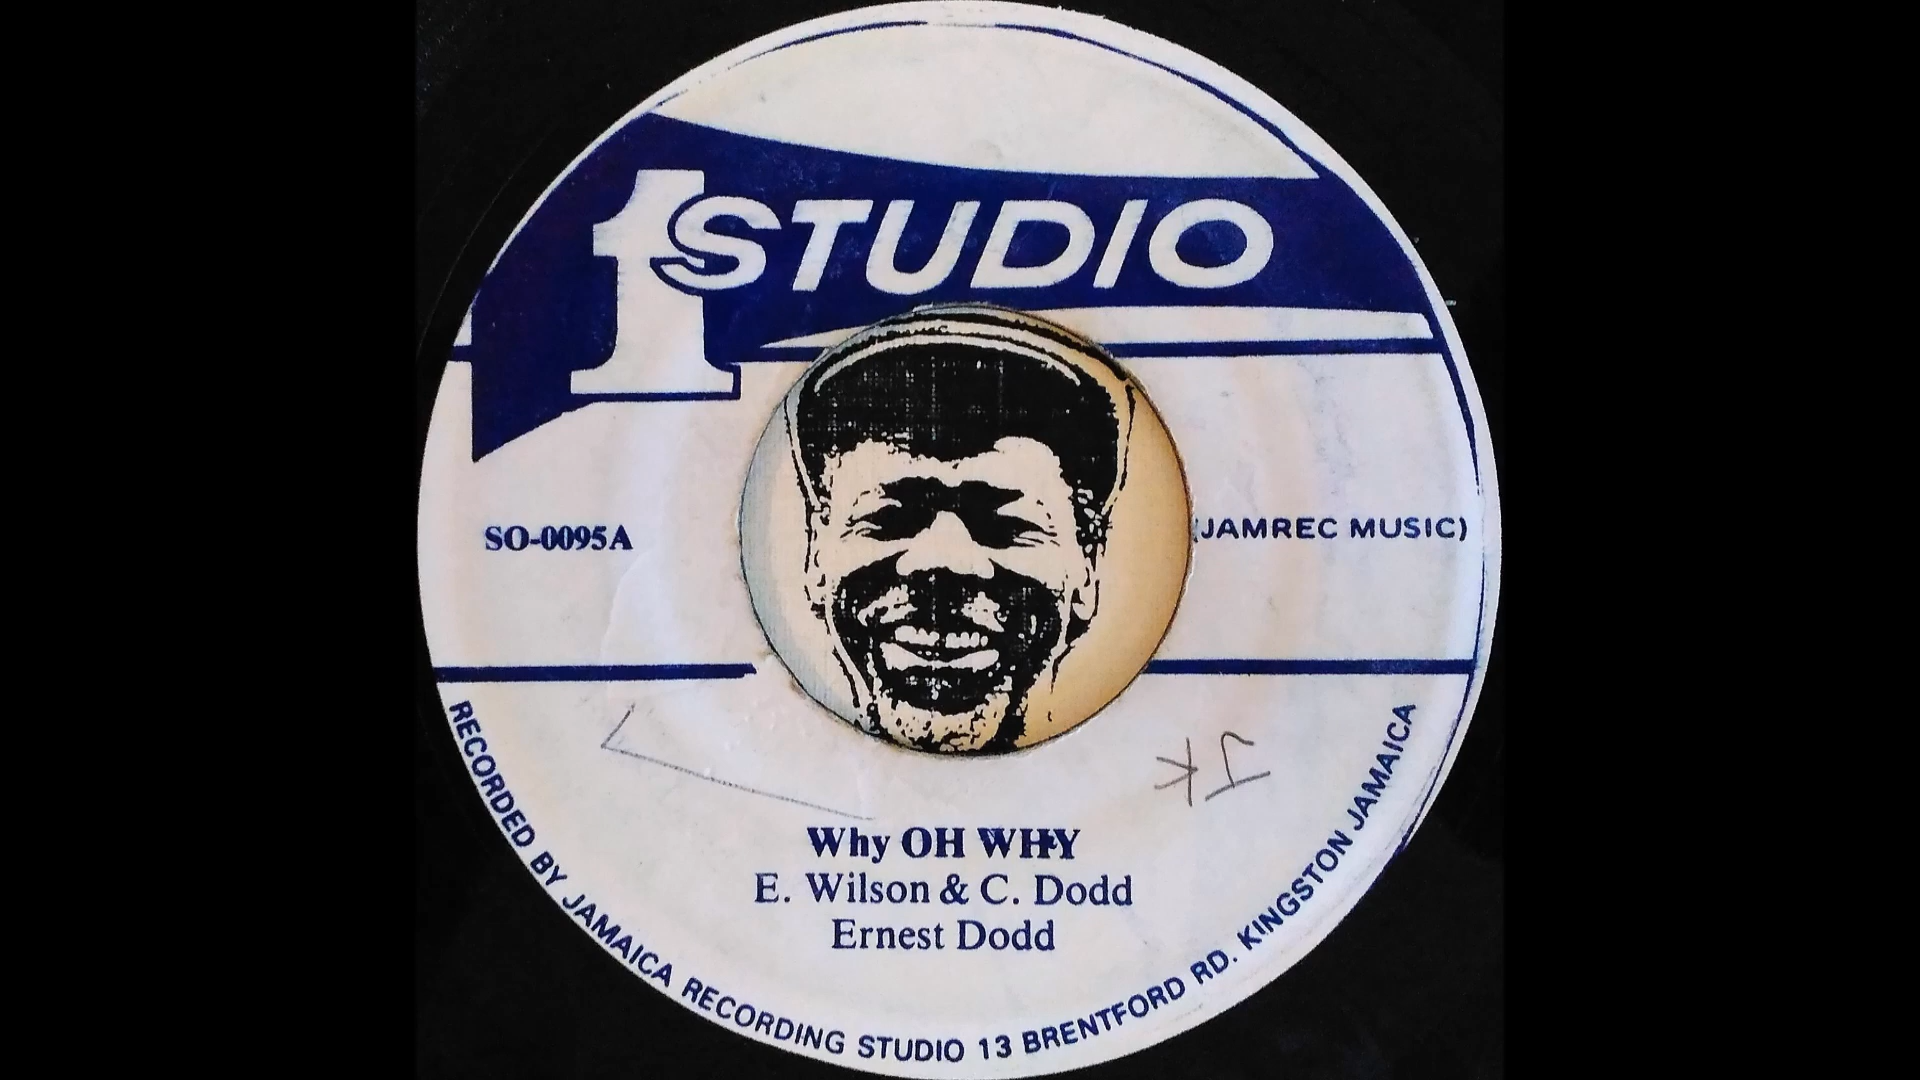 1 STUDIO
SO-0095A
(JAMREC MUSIC)
JK
Why OH WHY
E. Wilson & C. Dodd
Ernest Dodd
RECORDED BY JAMAICA RECORDING STUDIO 13 BRENTFORD RD. KINGSTON JAMAICA